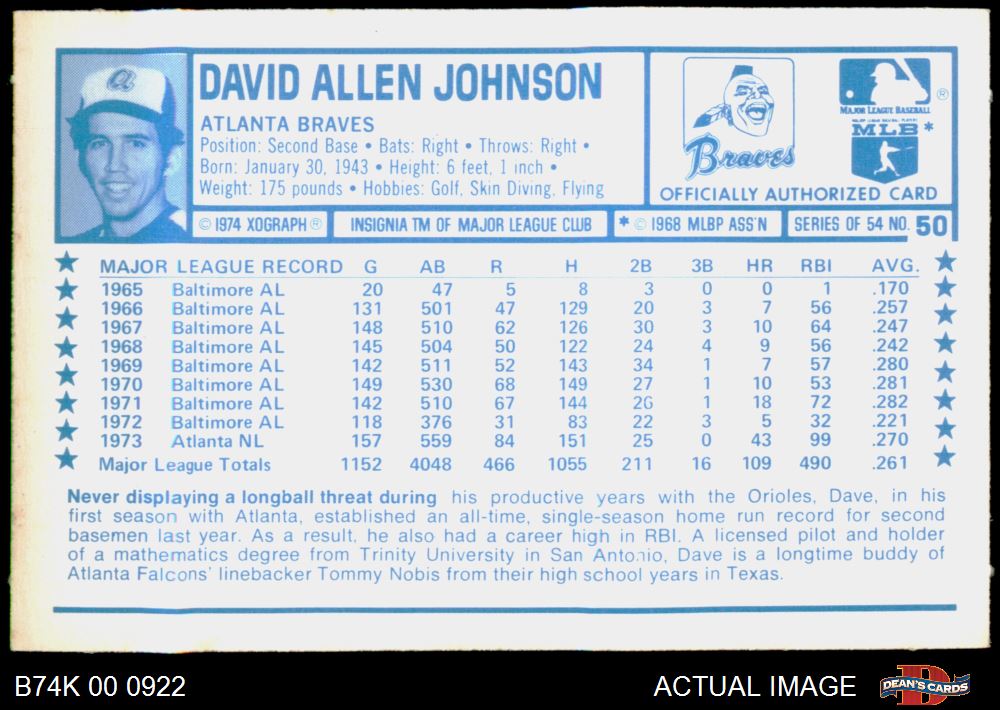 DAVID ALLEN JOHNSON
ATLANTA BRAVES
Position: Second Base • Bats: Right • Throws: Right •
Born: January 30, 1943 • Height: 6 feet, 1 inch •
Weight: 175 pounds • Hobbies: Golf, Skin Diving, Flying
Braves
MAJOR LEAGUE BASEBALL ®
MLB *
OFFICIALLY AUTHORIZED CARD
© 1974 XOGRAPH ® INSIGNIA TM OF MAJOR LEAGUE CLUB * © 1968 MLBP ASS'N SERIES OF 54 NO. 50
MAJOR LEAGUE RECORD G AB R H 2B 3B HR RBI AVG.
1965 Baltimore AL 20 47 5 8 3 0 0 1 .170
1966 Baltimore AL 131 501 47 129 20 3 7 56 .257
1967 Baltimore AL 148 510 62 126 30 3 10 64 .247
1968 Baltimore AL 145 504 50 122 24 4 9 56 .242
1969 Baltimore AL 142 511 52 143 34 1 7 57 .280
1970 Baltimore AL 149 530 68 149 27 1 10 53 .281
1971 Baltimore AL 142 510 67 144 26 1 18 72 .282
1972 Baltimore AL 118 376 31 83 22 3 5 32 .221
1973 Atlanta NL 157 559 84 151 25 0 43 99 .270
Major League Totals 1152 4048 466 1055 211 16 109 490 .261
Never displaying a longball threat during his productive years with the Orioles, Dave, in his
first season with Atlanta, established an all-time, single-season home run record for second
basemen last year. As a result, he also had a career high in RBI. A licensed pilot and holder
of a mathematics degree from Trinity University in San Antonio, Dave is a longtime buddy of
Atlanta Falcons' linebacker Tommy Nobis from their high school years in Texas.
B74K 00 0922
ACTUAL IMAGE
DEAN'S CARDS